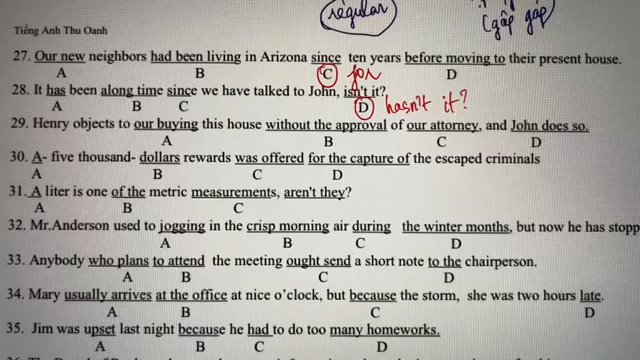 regular
(gấp gáp
Tiếng Anh Thu Oanh
27. Our new neighbors had been living in Arizona since ten years before moving to their present house.
A B C for D
28. It has been along time since we have talked to John, isn't it?
A B C D hasn't it?
29. Henry objects to our buying this house without the approval of our attorney, and John does so.
A B C D
30. A- five thousand- dollars rewards was offered for the capture of the escaped criminals
A B C D
31. A liter is one of the metric measurements, aren't they?
A B C
32. Mr.Anderson used to jogging in the crisp morning air during the winter months, but now he has stopp
A B C D
33. Anybody who plans to attend the meeting ought send a short note to the chairperson.
A B C D
34. Mary usually arrives at the office at nice o'clock, but because the storm, she was two hours late.
A B C D
35. Jim was upset last night because he had to do too many homeworks.
A B C D